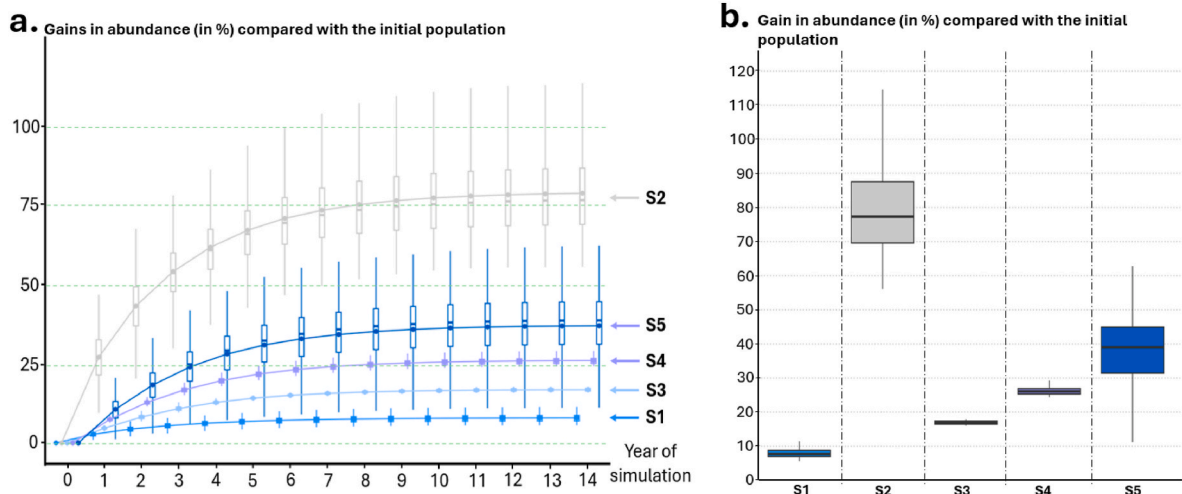 a. Gains in abundance (in %) compared with the initial population
100
75
50
25
0
S2
S5
S4
S3
S1
0 1 2 3 4 5 6 7 8 9 10 11 12 13 14
Year of
simulation
b. Gain in abundance (in %) compared with the initial
population
120
110
100
90
80
70
60
50
40
30
20
10
0
S1 S2 S3 S4 S5